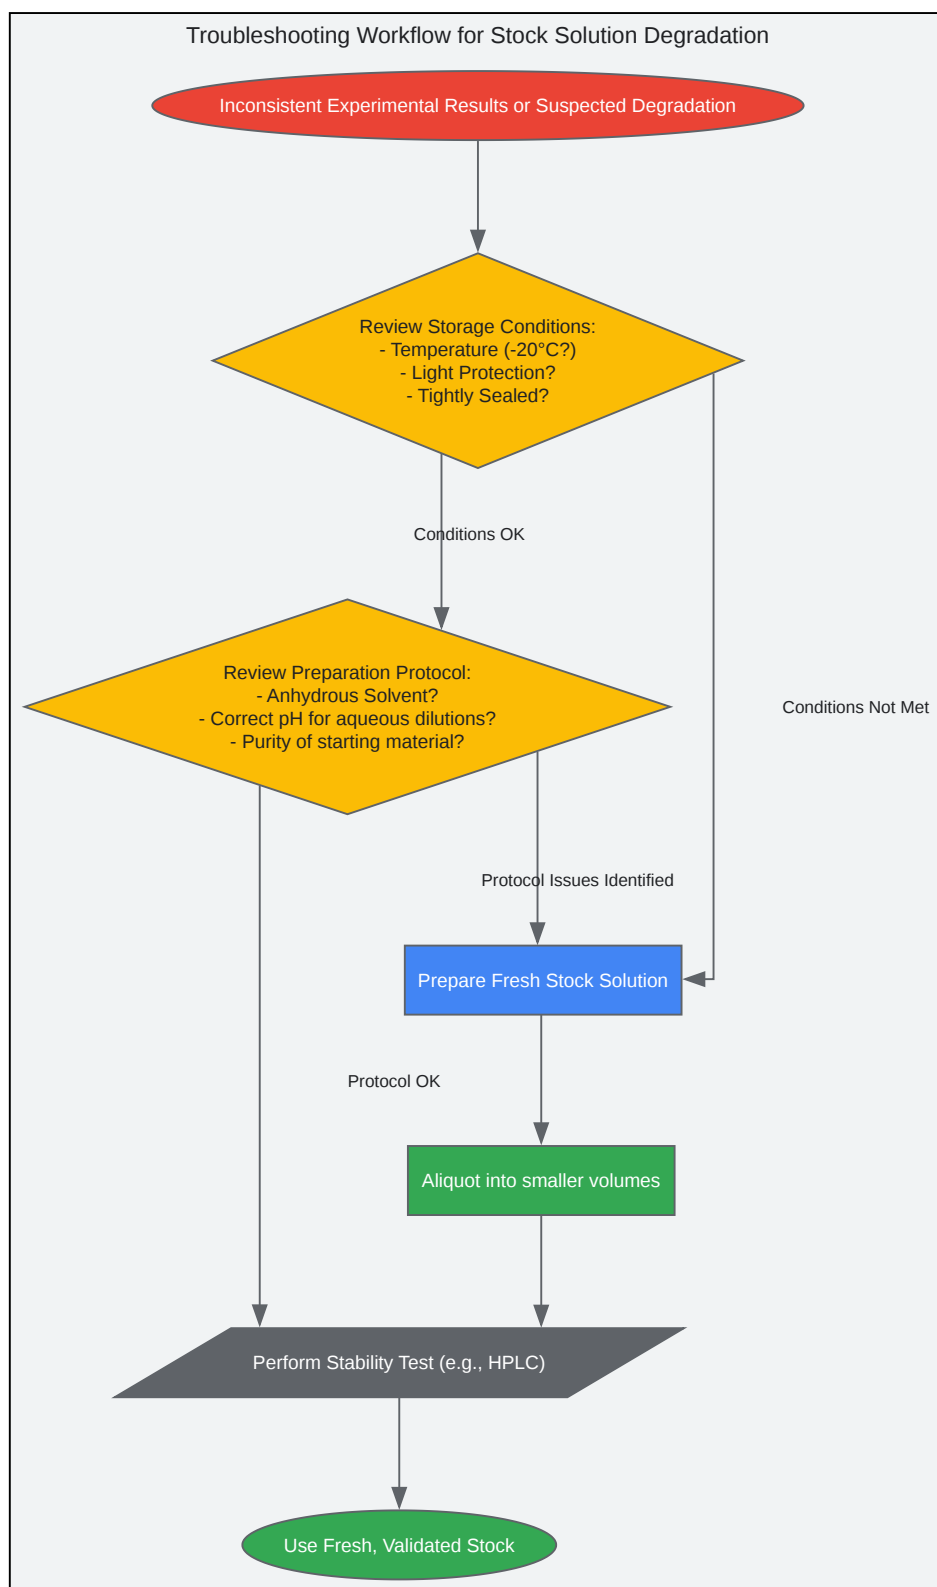 Troubleshooting Workflow for Stock Solution Degradation
Inconsistent Experimental Results or Suspected Degradation
Review Storage Conditions:
- Temperature (-20°C?)
- Light Protection?
- Tightly Sealed?
Conditions OK
Review Preparation Protocol:
- Anhydrous Solvent?
- Correct pH for aqueous dilutions?
- Purity of starting material?
Conditions Not Met
Protocol Issues Identified
Prepare Fresh Stock Solution
Protocol OK
Aliquot into smaller volumes
Perform Stability Test (e.g., HPLC)
Use Fresh, Validated Stock